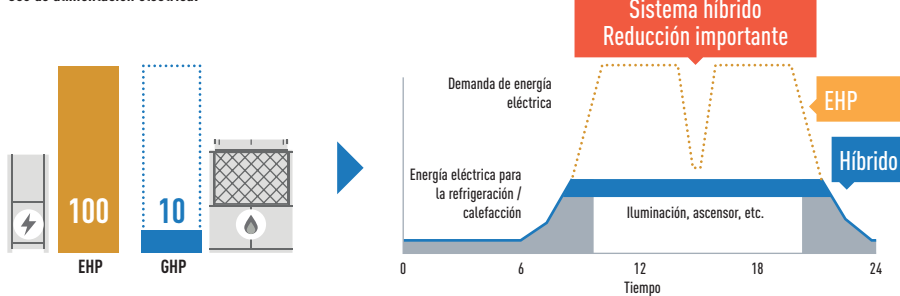 Sistema híbrido
Reducción importante
Demanda de energía
eléctrica
EHP
Híbrido
Energía eléctrica para
la refrigeración /
calefacción
Iluminación, ascensor, etc.
100
10
EHP
GHP
0
6
12
18
24
Tiempo